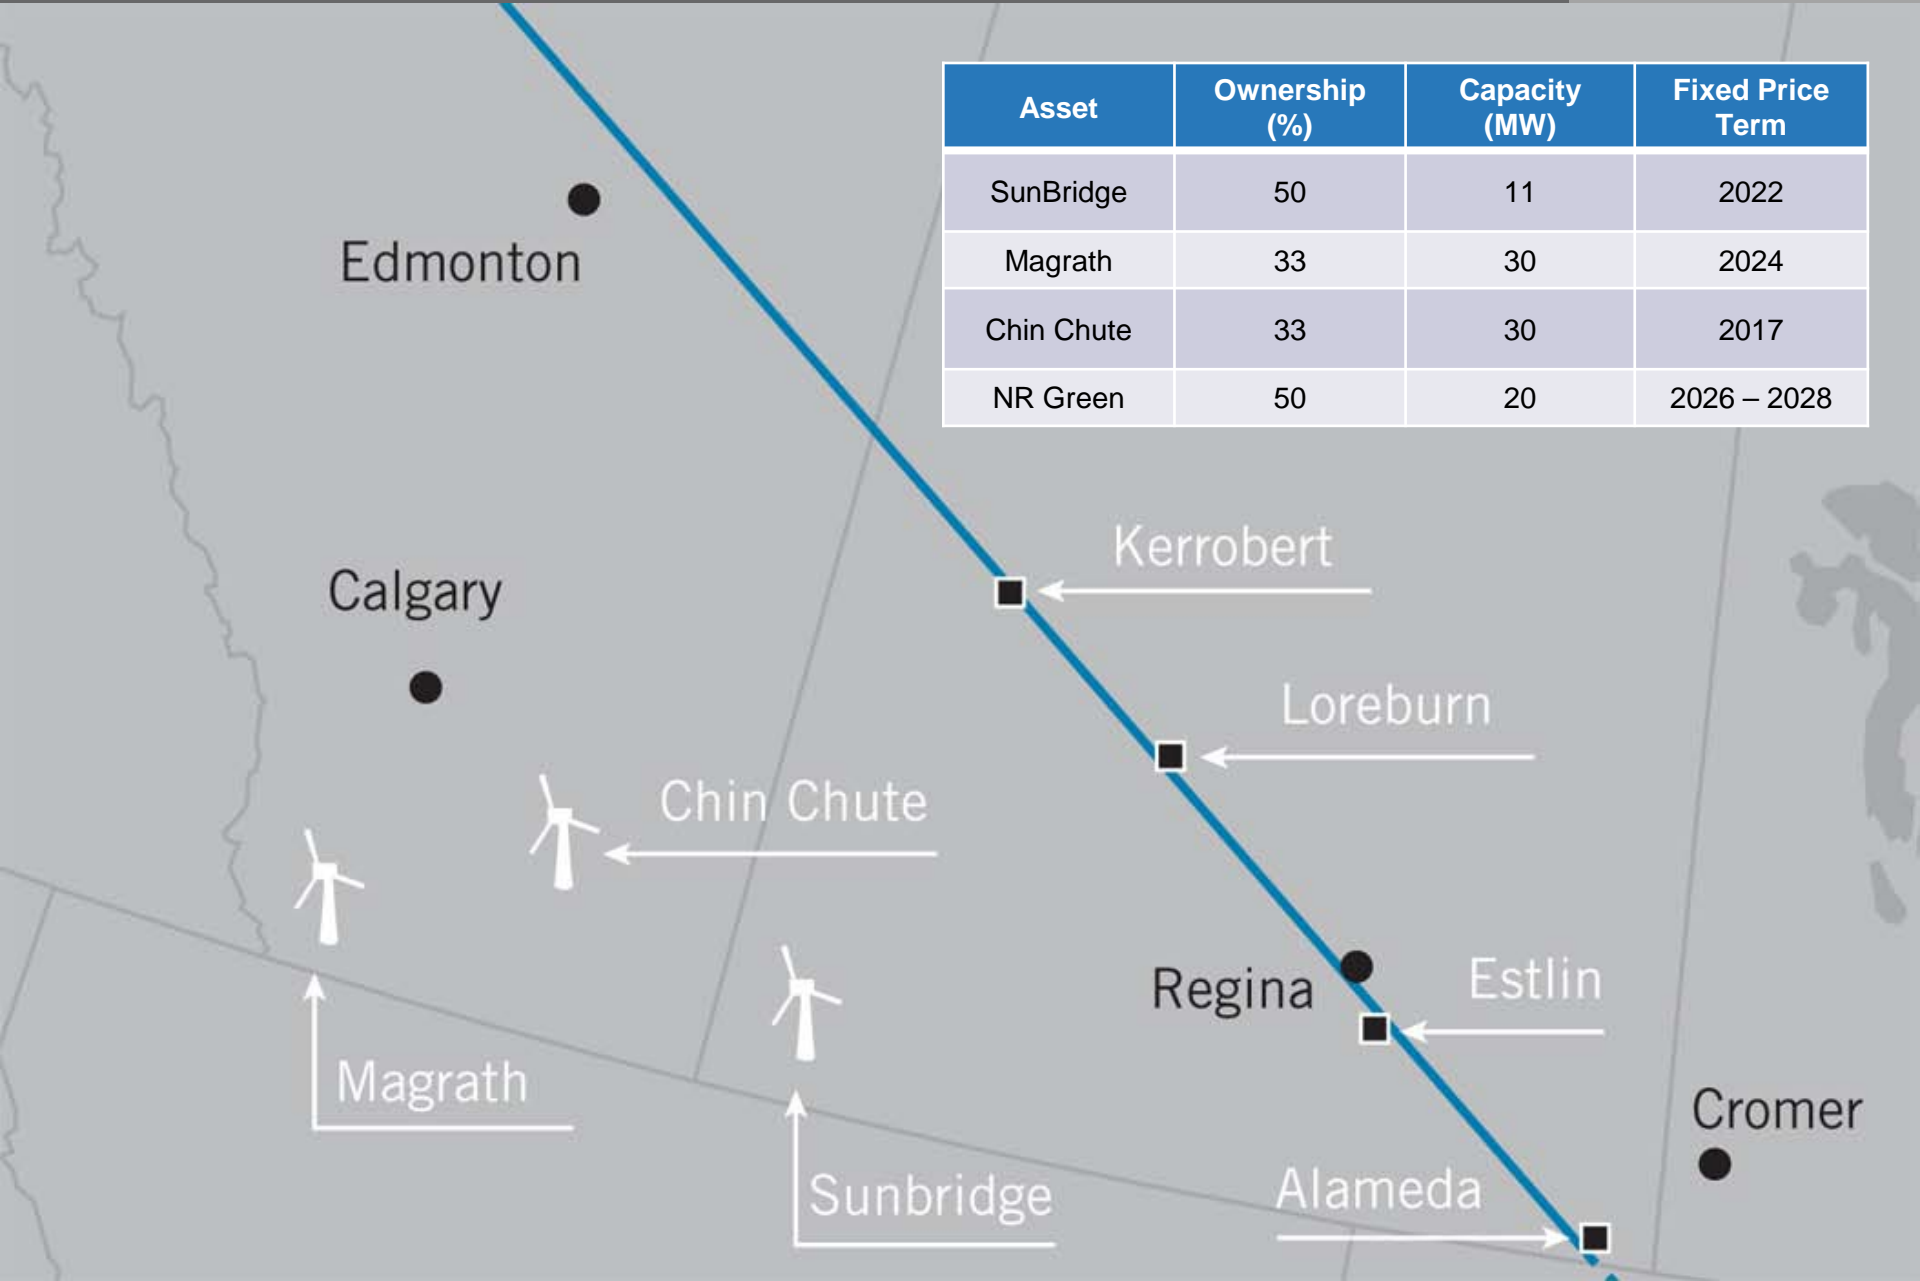 Asset Ownership (%) Capacity (MW) Fixed Price Term
SunBridge 50 11 2022
Magrath 33 30 2024
Chin Chute 33 30 2017
NR Green 50 20 2026 – 2028
Edmonton
Kerrobert
Calgary
Loreburn
Chin Chute
Regina
Estlin
Magrath
Cromer
Sunbridge
Alameda